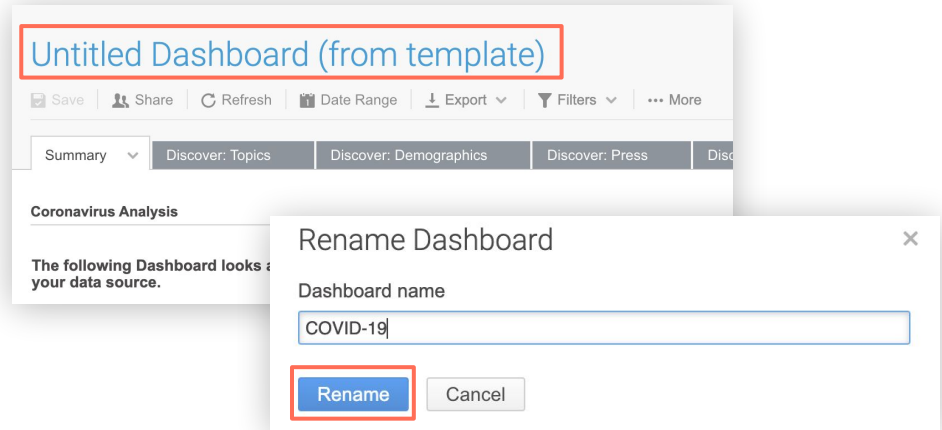 Untitled Dashboard (from template)
Save Share Refresh Date Range Export Filters ••• More
Summary Discover: Topics Discover: Demographics Discover: Press
Coronavirus Analysis
The following Dashboard looks
your data source.
Rename Dashboard
Dashboard name
COVID-19
Rename Cancel